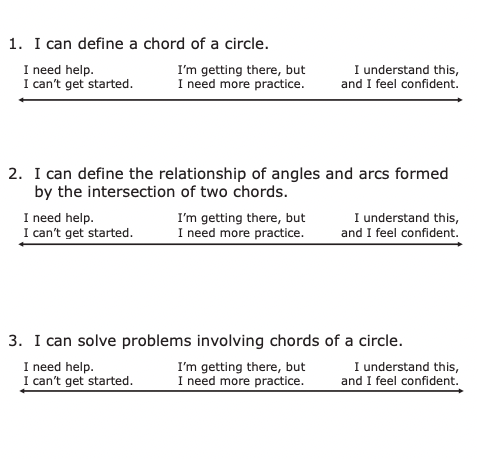 1. I can define a chord of a circle.
I need help. I’m getting there, but I understand this,
I can’t get started. I need more practice. and I feel confident.
2. I can define the relationship of angles and arcs formed
by the intersection of two chords.
I need help. I’m getting there, but I understand this,
I can’t get started. I need more practice. and I feel confident.
3. I can solve problems involving chords of a circle.
I need help. I’m getting there, but I understand this,
I can’t get started. I need more practice. and I feel confident.